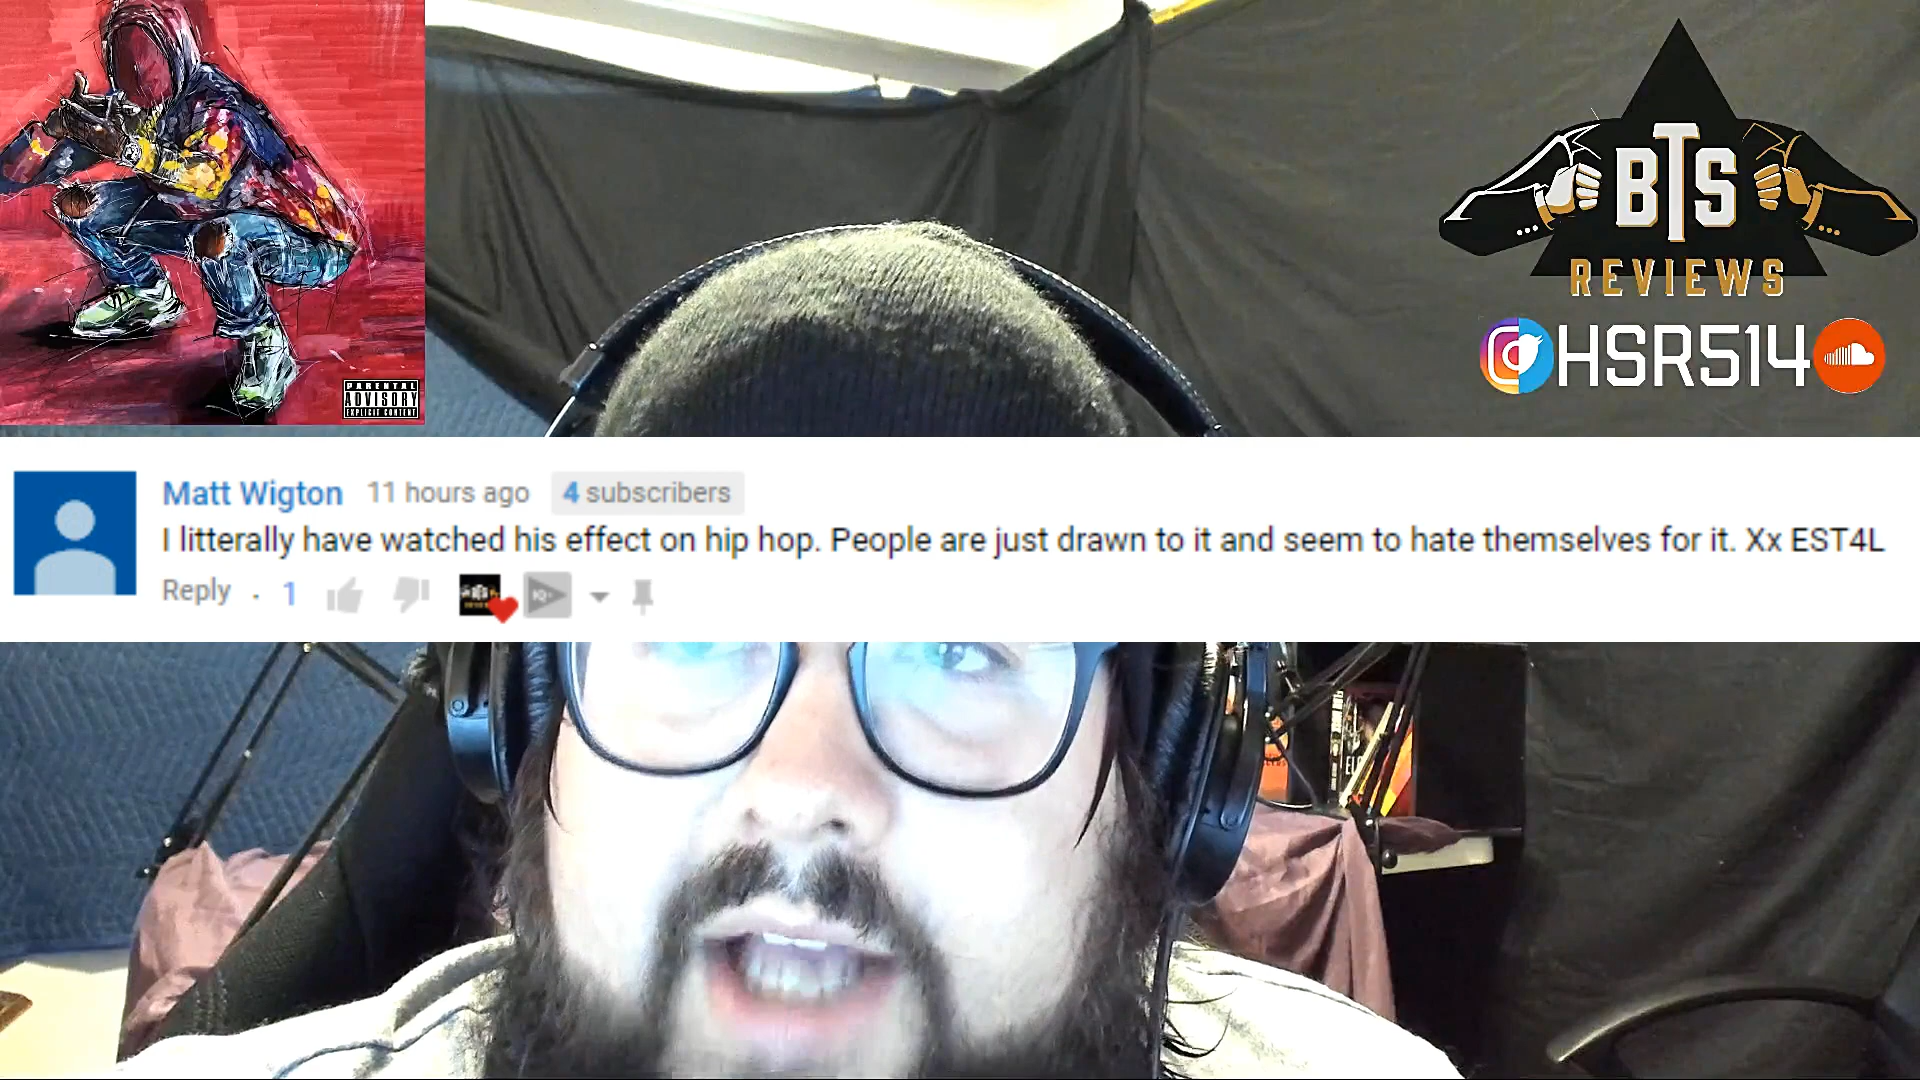 PARENTAL
ADVISORY
EXPLICIT CONTENT
BTS
REVIEWS
HSR514
Matt Wigton 11 hours ago 4 subscribers
I litterally have watched his effect on hip hop. People are just drawn to it and seem to hate themselves for it. Xx EST4L
Reply · 1